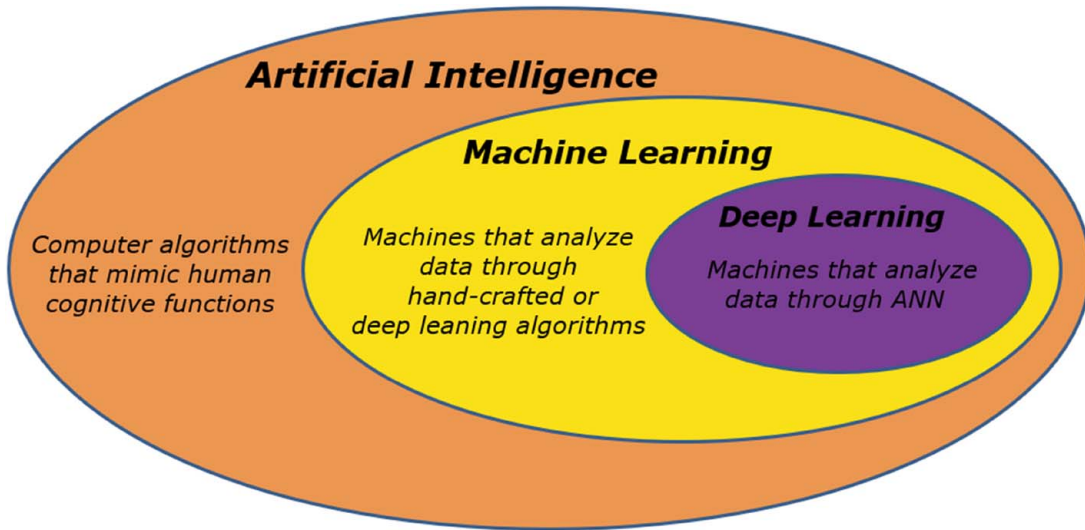 Artificial Intelligence
Machine Learning
Deep Learning
Computer algorithms
that mimic human
cognitive functions
Machines that analyze
data through
hand-crafted or
deep leaning algorithms
Machines that analyze
data through ANN